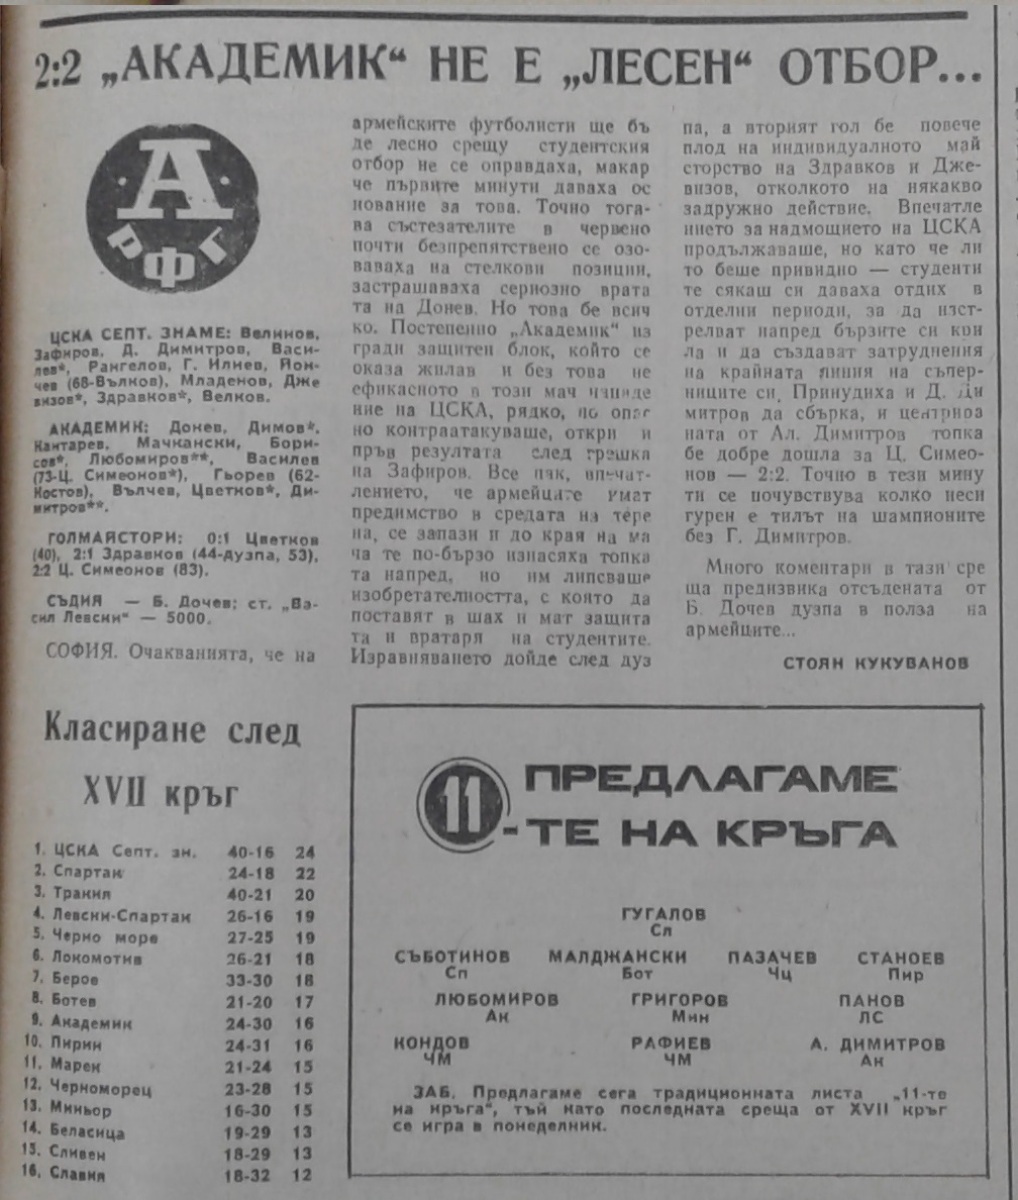 2:2 „АКАДЕМИК“ НЕ Е „ЛЕСЕН“ ОТБОР...
А
РФГ
ЦСКА СЕПТ. ЗНАМЕ: Велинов,
Зафиров, Д. Димитров, Васи-
лев*, Рангелов, Г. Илиев, Йон-
чев (68-Вълков), Младенов, Дже
визов*, Здравков*, Велков.
АКАДЕМИК: Донев, Димов*,
Кантарев, Мачкански, Бори-
сов*, Любомиров**, Василев
(73-Ц. Симеонов*), Гьорев (62-
Костов), Вълчев, Цветков*, Ди-
митров**.
ГОЛМАЙСТОРИ: 0:1 Цветков
(40), 2:1 Здравков (44-дузпа, 53),
2:2 Ц. Симеонов (83).
СЪДИЯ — Б. Дочев; ст. „Ва-
сил Левски“ — 5000.
СОФИЯ. Очакванията, че на
армейските футболисти ще бъ
де лесно срещу студентския
отбор не се оправдаха, макар
че първите минути даваха ос
нование за това. Точно тога-
ва състезателите в червено
почти безпрепятствено се озо-
ваваха на стелкови позиции,
застрашаваха сериозно врата
та на Донев. Но това бе всич
ко. Постепенно „Академик“ из
гради защитен блок, който се
оказа жилав и без това не
ефикасното в този мач нападе
ние на ЦСКА, рядко, но опас
но контраатакуваше, откри и
пръв резултата след грешка
на Зафиров. Все пак, впечат-
лението, че армейците имат
предимство в средата на тере
на, се запази и до края на ма
ча те по-бързо изнасяха топка
та напред, но им липсваше
изобретателността, с която да
поставят в шах и мат защита
та и вратаря на студентите.
Изравняването дойде след дуз
па, а вторият гол бе повече
плод на индивидуалното май
сторство на Здравков и Дже-
визов, отколкото на някакво
задружно действие. Впечатле
нието за надмощието на ЦСКА
продължаваше, но като че ли
то беше привидно — студенти
те сякаш си даваха отдих в
отделни периоди, за да изст-
релват напред бързите си кри
ла и да създават затруднения
на крайната линия на съпер-
ниците си. Принудиха и Д. Ди
митров да сбърка, и центрира
ната от Ал. Димитров топка
бе добре дошла за Ц. Симео-
нов — 2:2. Точно в тези мину
ти се почувствува колко неси
гурен е тилът на шампионите
без Г. Димитров.
Много коментари в тази сре
ща предизвика отсъдената от
Б. Дочев дузпа в полза на
армейците...
СТОЯН КУКУВАНОВ
Класиране след
XVII кръг
1. ЦСКА Септ. зн. 40-16 24
2. Спартак 24-18 22
3. Тракия 40-21 20
4. Левски-Спартак 26-16 19
5. Черно море 27-25 19
6. Локомотив 26-21 18
7. Берое 33-30 18
8. Ботев 21-20 17
9. Академик 24-30 16
10. Пирин 24-31 16
11. Марек 21-24 15
12. Черноморец 23-28 15
13. Миньор 16-30 15
14. Беласица 19-29 13
15. Сливен 18-29 13
16. Славия 18-32 12
ПРЕДЛАГАМЕ
11-ТЕ НА КРЪГА
ГУГАЛОВ
Сл
СЪБОТИНОВ МАЛДЖАНСКИ ПАЗАЧЕВ СТАНОЕВ
Сп Бот Чц Пир
ЛЮБОМИРОВ ГРИГОРОВ ПАНОВ
Ак Мин ЛС
КОНДОВ РАФИЕВ А. ДИМИТРОВ
ЧМ ЧМ Ак
ЗАБ. Предлагаме сега традиционната листа „11-те
на кръга“, тъй като последната среща от XVII кръг
се игра в понеделник.